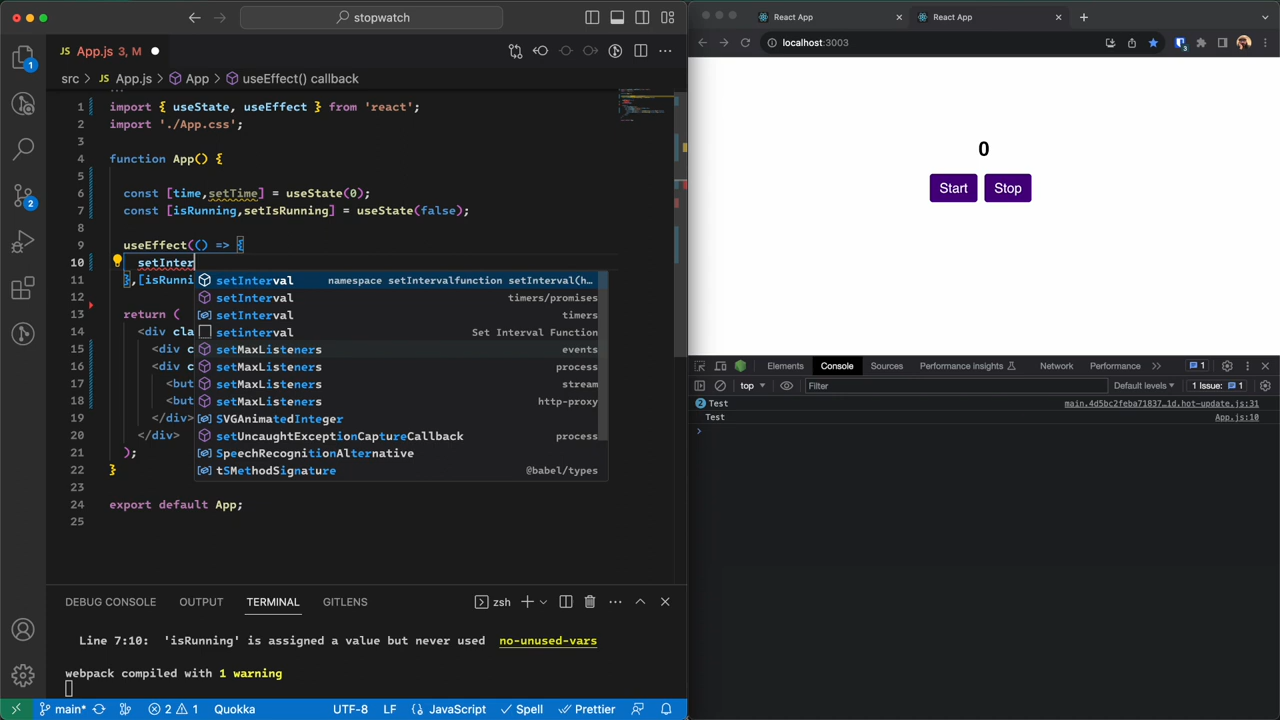 stopwatch
App.js 3, M
src > App.js > App > useEffect() callback
1 import { useState, useEffect } from 'react';
2 import './App.css';
3
4 function App() {
5
6 const [time,setTime] = useState(0);
7 const [isRunning,setIsRunning] = useState(false);
8
9 useEffect(() => {
10 setInter
11 },[isRunni
12
13 return (
14 <div cla
15 <div c
16 <div c
17 <but
18 <but
19 </div>
20 </div>
21 );
22 }
23
24 export default App;
25
setInterval namespace setIntervalfunction setInterval(h…
setInterval timers/promises
setInterval timers
setinterval Set Interval Function
setMaxListeners events
setMaxListeners process
setMaxListeners stream
setMaxListeners http-proxy
SVGAnimatedInteger
setUncaughtExceptionCaptureCallback process
SpeechRecognitionAlternative
tSMethodSignature @babel/types
1
2
DEBUG CONSOLE OUTPUT TERMINAL GITLENS zsh
Line 7:10: 'isRunning' is assigned a value but never used no-unused-vars
webpack compiled with 1 warning
main* 2 1 Quokka UTF-8 LF {} JavaScript Spell Prettier
React App React App
localhost:3003
3
0
Start Stop
Elements Console Sources Performance insights Network Performance 1
top Filter Default levels 1 Issue: 1
2 Test main.4d5bc2feba71837…1d.hot-update.js:31
Test App.js:10